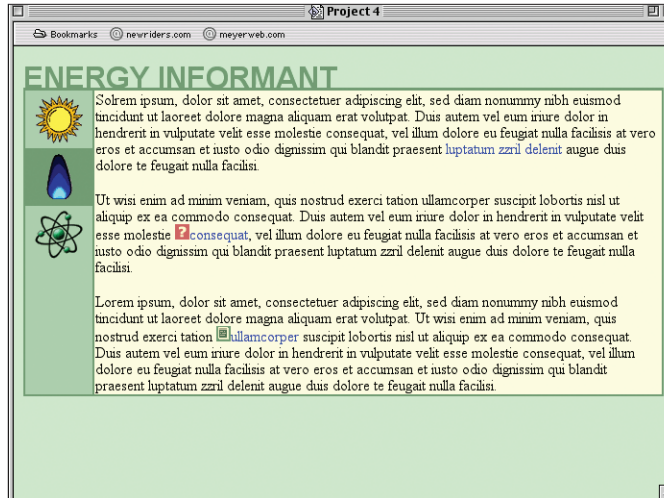 Project 4
Bookmarks newriders.com meyerweb.com
ENERGY INFORMANT
Solrem ipsum, dolor sit amet, consectetuer adipiscing elit, sed diam nonummy nibh euismod
tincidunt ut laoreet dolore magna aliquam erat volutpat. Duis autem vel eum iriure dolor in
hendrerit in vulputate velit esse molestie consequat, vel illum dolore eu feugiat nulla facilisis at vero
eros et accumsan et iusto odio dignissim qui blandit praesent luptatum zzril delenit augue duis
dolore te feugait nulla facilisi.
Ut wisi enim ad minim veniam, quis nostrud exerci tation ullamcorper suscipit lobortis nisl ut
aliquip ex ea commodo consequat. Duis autem vel eum iriure dolor in hendrerit in vulputate velit
esse molestie ?consequat, vel illum dolore eu feugiat nulla facilisis at vero eros et accumsan et
iusto odio dignissim qui blandit praesent luptatum zzril delenit augue duis dolore te feugait nulla
facilisi.
Lorem ipsum, dolor sit amet, consectetuer adipiscing elit, sed diam nonummy nibh euismod
tincidunt ut laoreet dolore magna aliquam erat volutpat. Ut wisi enim ad minim veniam, quis
nostrud exerci tation ullamcorper suscipit lobortis nisl ut aliquip ex ea commodo consequat.
Duis autem vel eum iriure dolor in hendrerit in vulputate velit esse molestie consequat, vel illum
dolore eu feugiat nulla facilisis at vero eros et accumsan et iusto odio dignissim qui blandit
praesent luptatum zzril delenit augue duis dolore te feugait nulla facilisi.